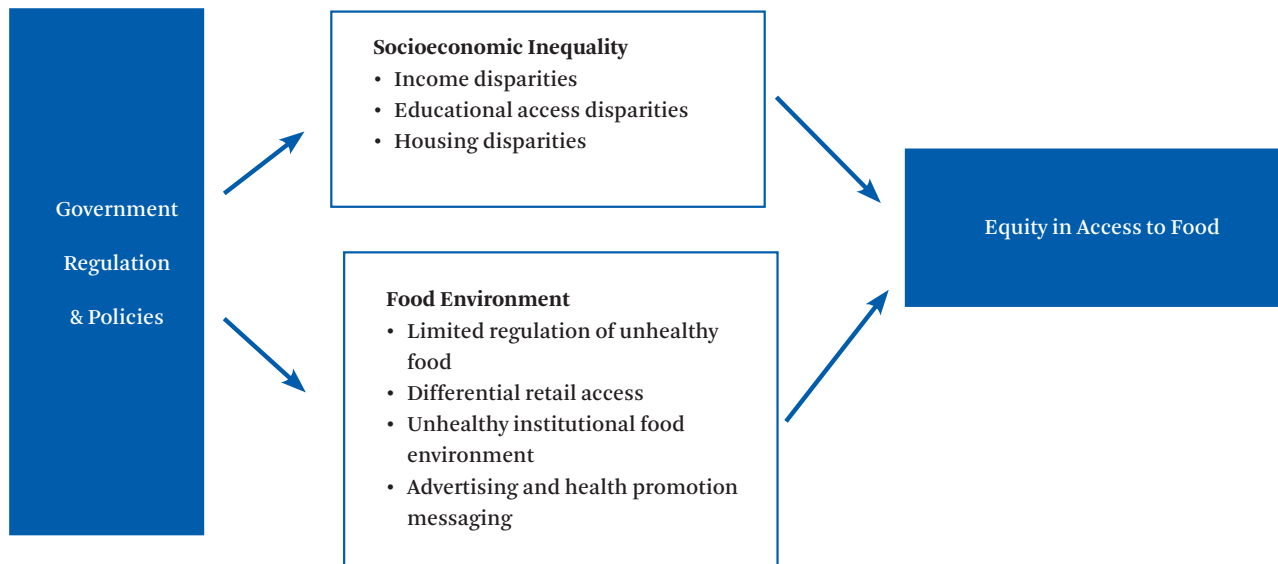 Government
Regulation
& Policies
Socioeconomic Inequality
• Income disparities
• Educational access disparities
• Housing disparities
Food Environment
• Limited regulation of unhealthy
food
• Differential retail access
• Unhealthy institutional food
environment
• Advertising and health promotion
messaging
Equity in Access to Food